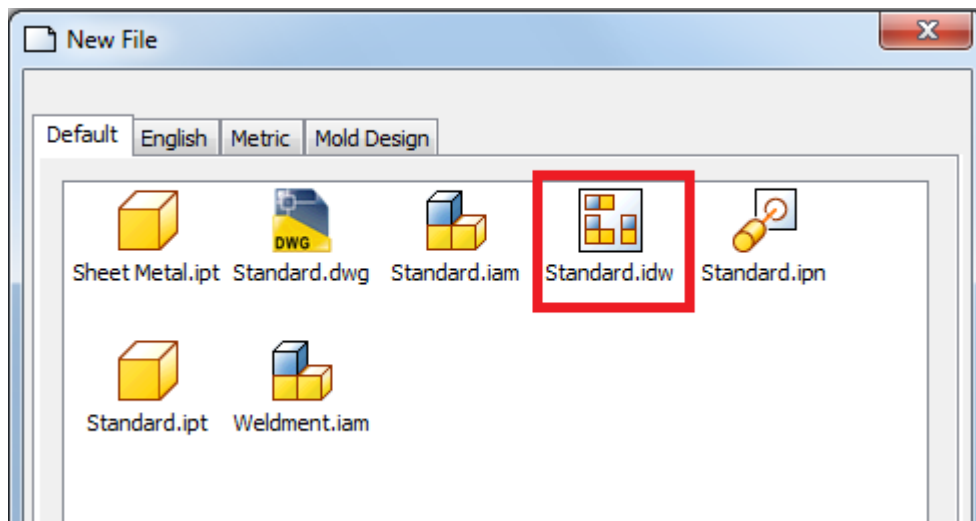 New File
Default English Metric Mold Design
DWG
Sheet Metal.ipt Standard.dwg Standard.iam Standard.idw Standard.ipn
Standard.ipt Weldment.iam